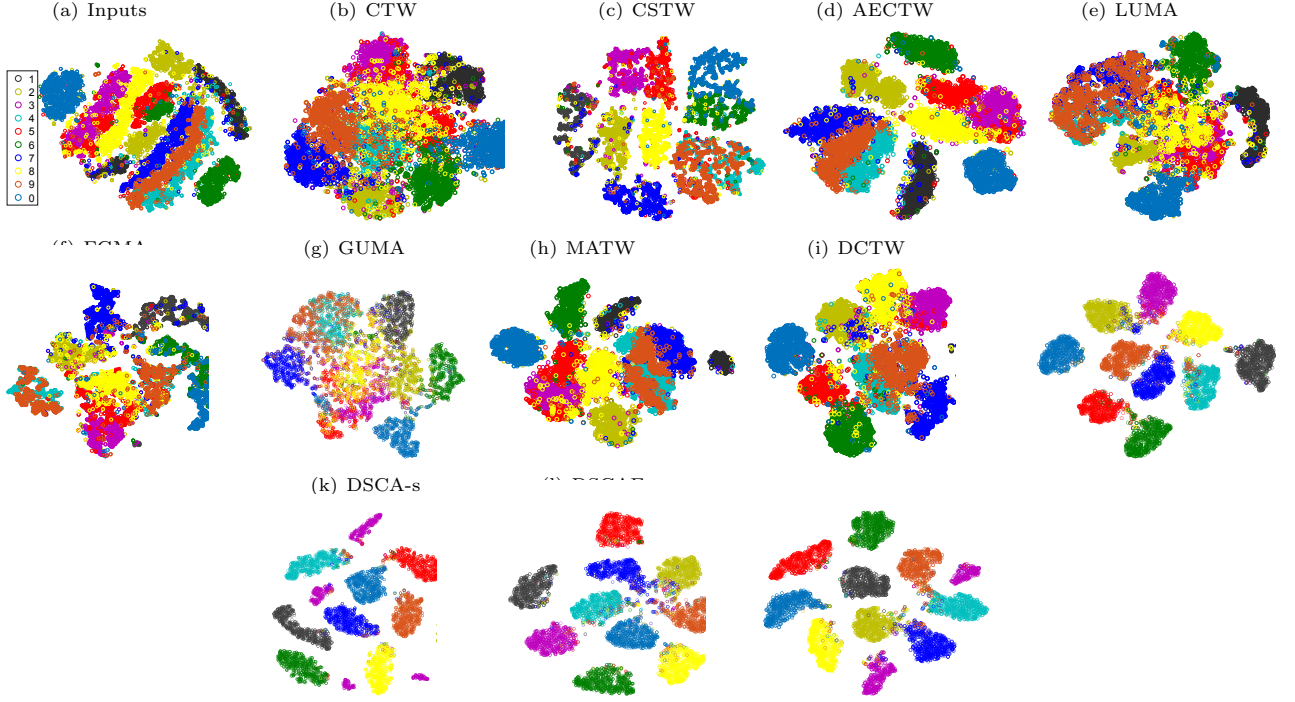 (a) Inputs
(b) CTW
(c) CSTW
(d) AECTW
(e) LUMA
1
2
3
4
5
6
7
8
9
0
(g) GUMA
(h) MATW
(i) DCTW
(k) DSCA-s